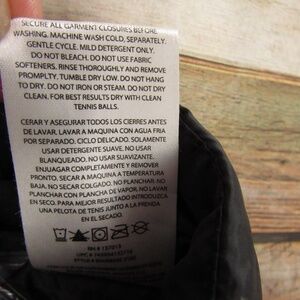 SECURE ALL GARMENT CLOSURES BEFORE
WASHING. MACHINE WASH COLD, SEPARATELY.
GENTLE CYCLE. MILD DETERGENT ONLY.
DO NOT BLEACH. DO NOT USE FABRIC
SOFTENERS. RINSE THOROUGHLY AND REMOVE
PROMPLTY. TUMBLE DRY LOW. DO NOT HANG
TO DRY. DO NOT IRON OR STEAM. DO NOT DRY
CLEAN. FOR BEST RESULTS DRY WITH CLEAN
TENNIS BALLS.
CERAR Y ASEGURAR TODOS LOS CIERRES ANTES
DE LAVAR. LAVAR A MAQUINA CON AGUA FRIA
POR SEPARADO. CICLO DELICADO. SOLAMENTE
USAR DETERGENTE SUAVE. NO USAR
BLANQUEADO. NO USAR SUAVIZANTE.
ENJUAGAR COMPLETAMENTE Y REMOVER
PRONTO. SECAR A MAQUINA A TEMPERATURA
BAJA. NO SECAR COLGADO. NO PLANCHAR. NO
PLANCHAR CON PLANCHA DE VAPOR. NO LAVAR
EN SECO. PARA MEJOR RESULTADO INTRODUZCA
UNA PELOTA DE TENIS JUNTO A LA PRENDA
EN EL SECADO.
RN # 137013
UPC #
STYLE #